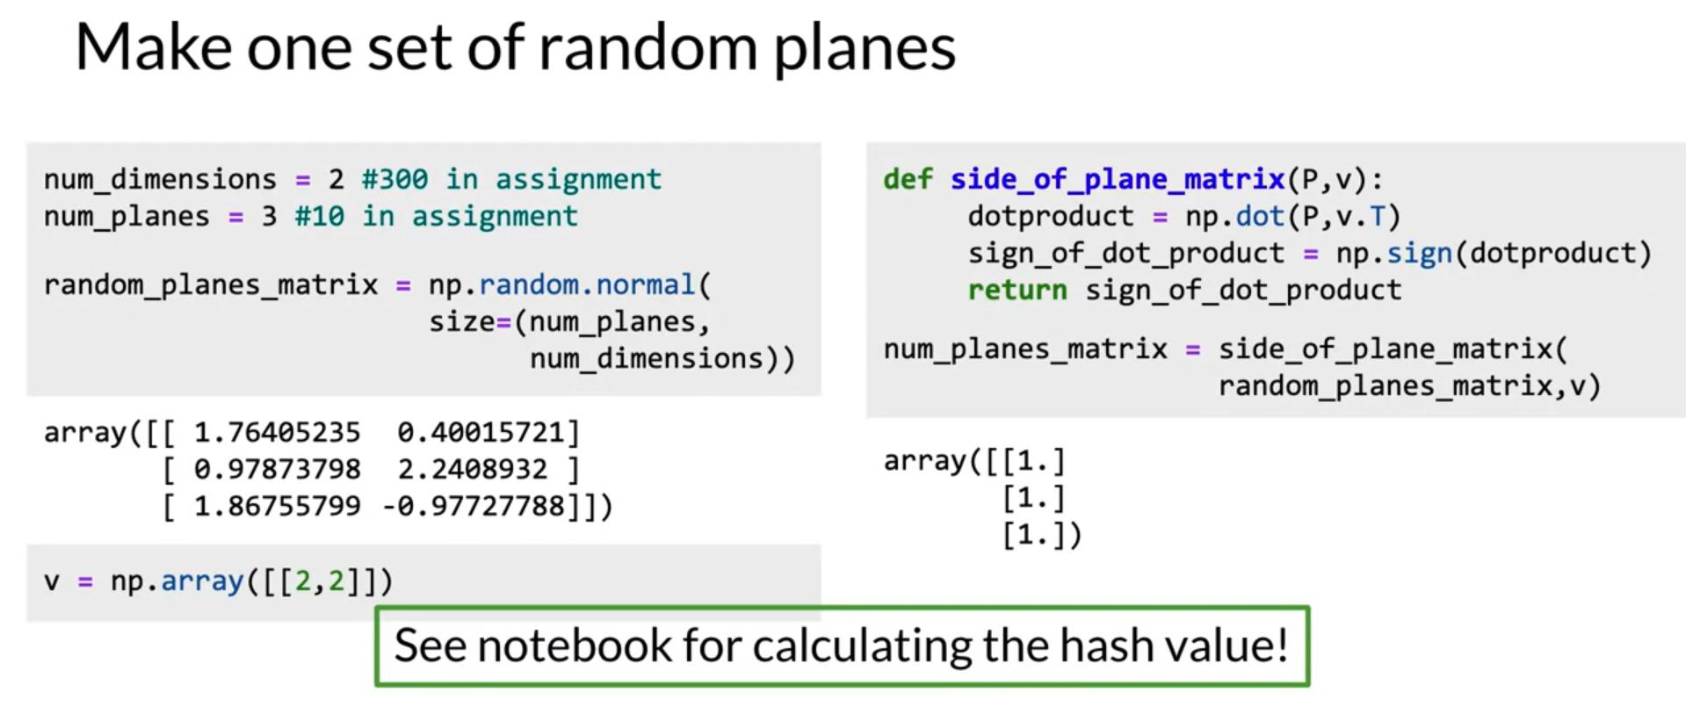 Make one set of random planes
num_dimensions = 2 #300 in assignment
num_planes = 3 #10 in assignment
random_planes_matrix = np.random.normal(
size=(num_planes,
num_dimensions))
array([[ 1.76405235  0.40015721]
[ 0.97873798  2.2408932 ]
[ 1.86755799 -0.97727788]])
v = np.array([[2,2]])
def side_of_plane_matrix(P,v):
dotproduct = np.dot(P,v.T)
sign_of_dot_product = np.sign(dotproduct)
return sign_of_dot_product
num_planes_matrix = side_of_plane_matrix(
random_planes_matrix,v)
array([[1.]
[1.]
[1.])
See notebook for calculating the hash value!